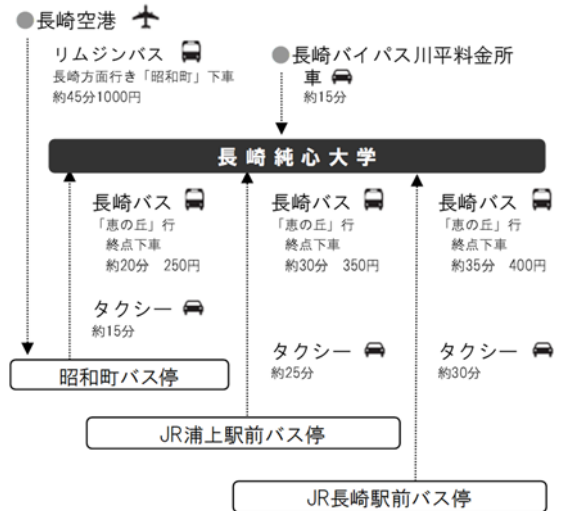 長崎空港
リムジンバス
長崎方面行き「昭和町」下車
約45分1000円
長崎バイパス川平料金所
車
約15分
長崎純心大学
長崎バス
「恵の丘」行
終点下車
約20分 250円
タクシー
約15分
昭和町バス停
長崎バス
「恵の丘」行
終点下車
約30分 350円
タクシー
約25分
JR浦上駅前バス停
長崎バス
「恵の丘」行
終点下車
約35分 400円
タクシー
約30分
JR長崎駅前バス停